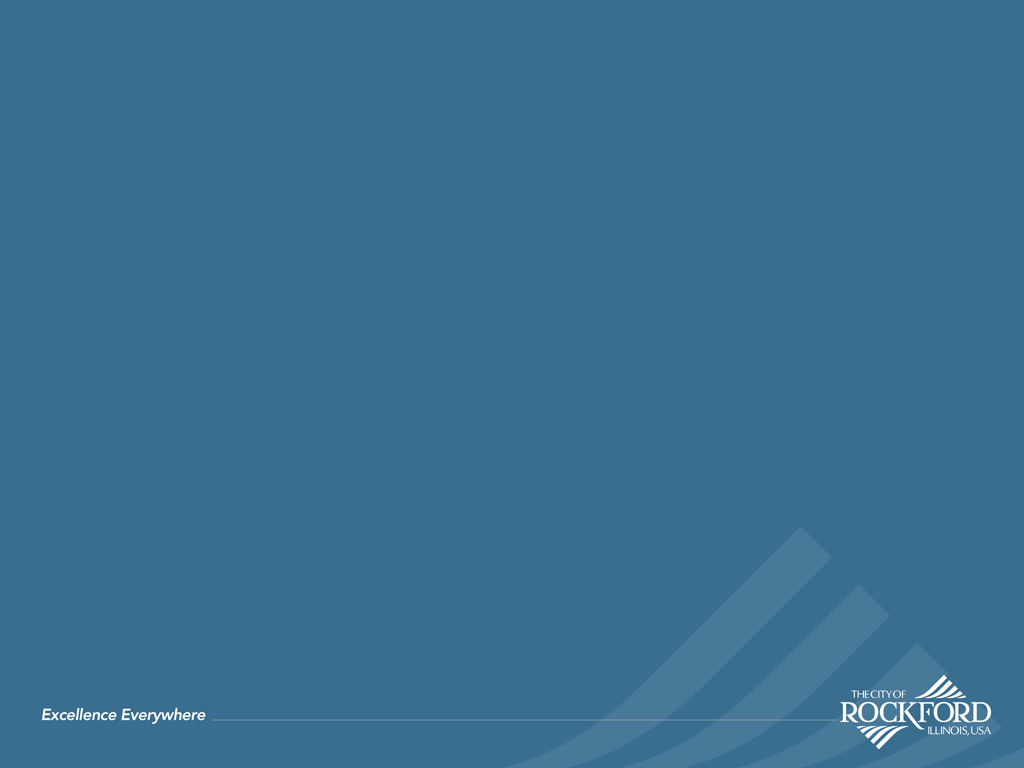 Excellence Everywhere
THE CITY OF
ROCKFORD
ILLINOIS, USA